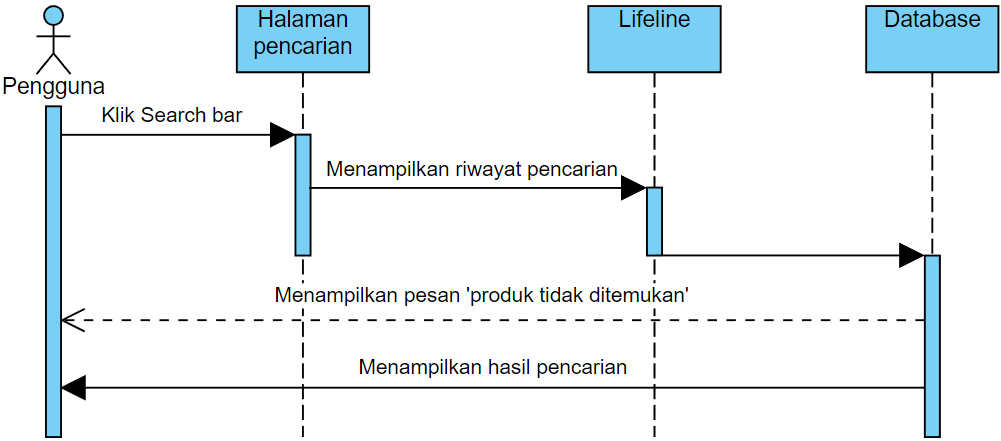 Halaman
pencarian
Lifeline
Database
Pengguna
Klik Search bar
Menampilkan riwayat pencarian
Menampilkan pesan 'produk tidak ditemukan'
Menampilkan hasil pencarian